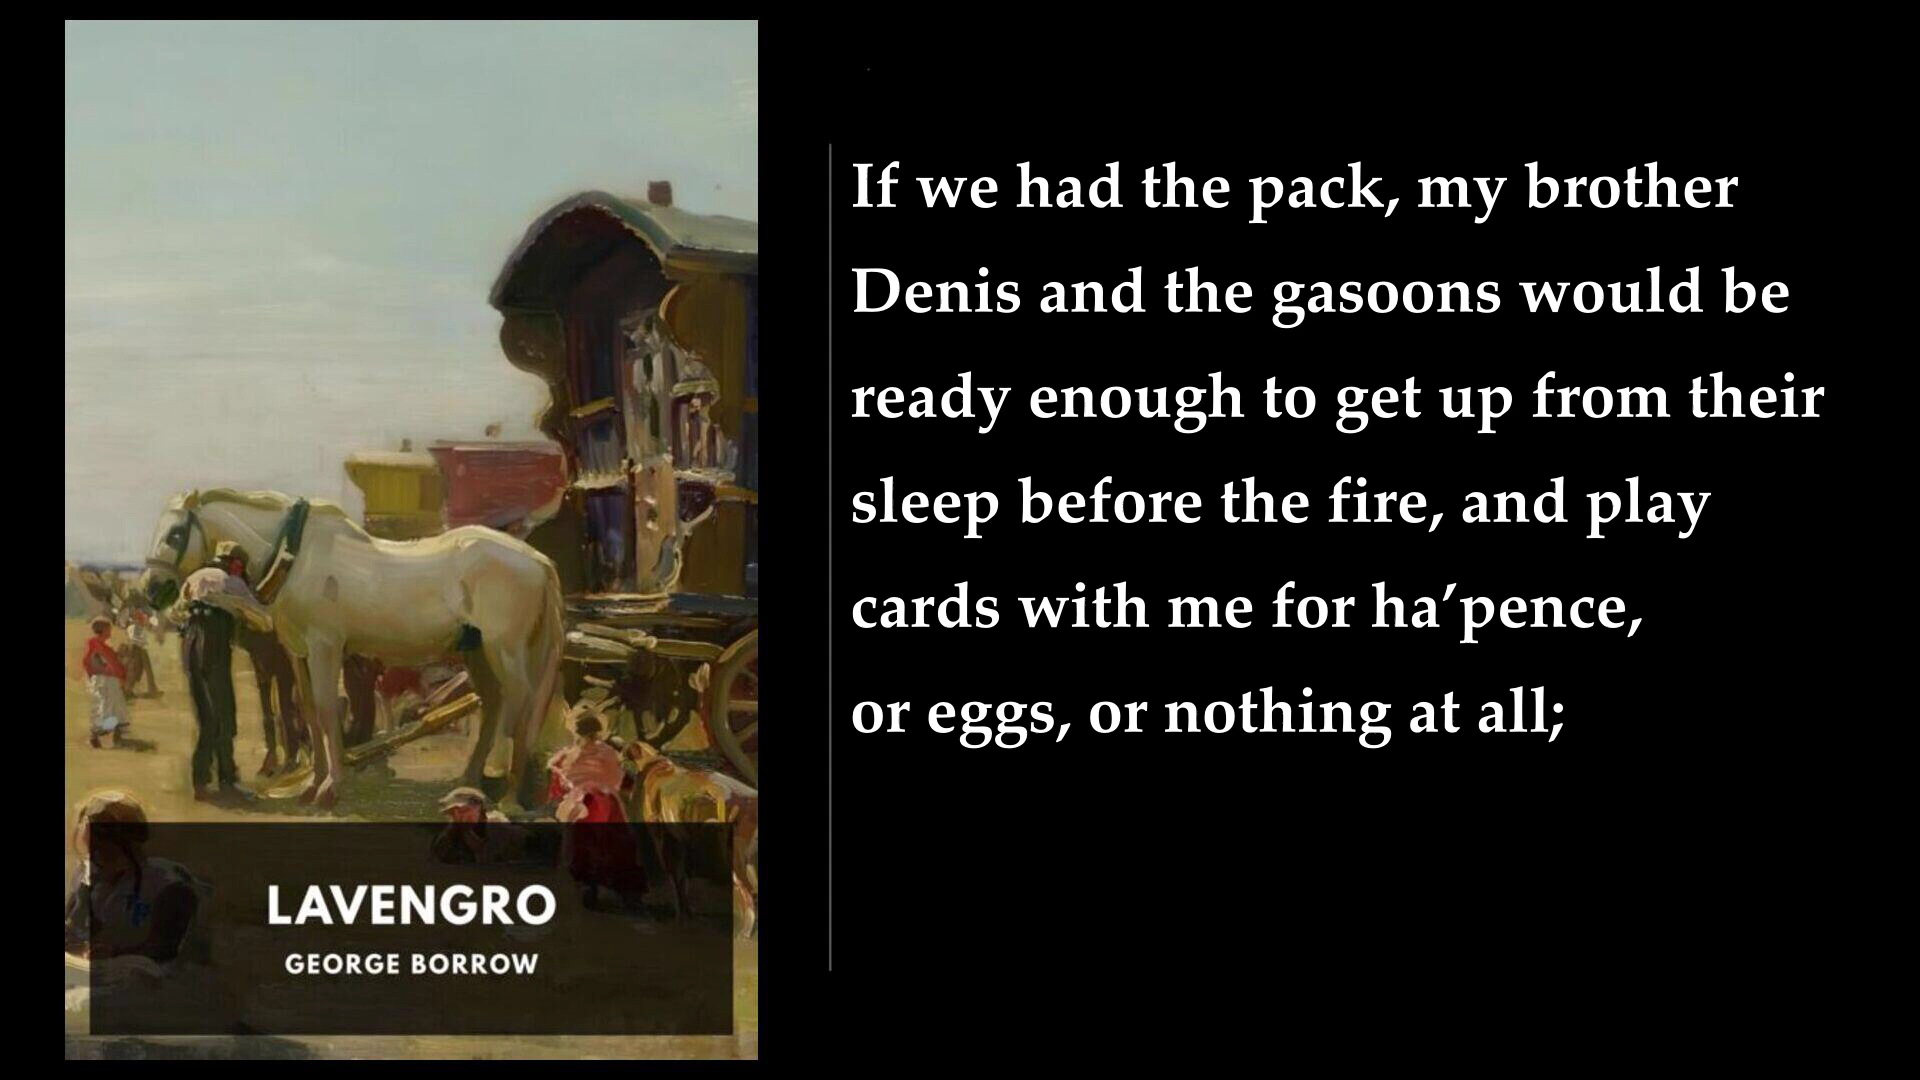 LAVENGRO
GEORGE BORROW
If we had the pack, my brother
Denis and the gasoons would be
ready enough to get up from their
sleep before the fire, and play
cards with me for ha’pence,
or eggs, or nothing at all;